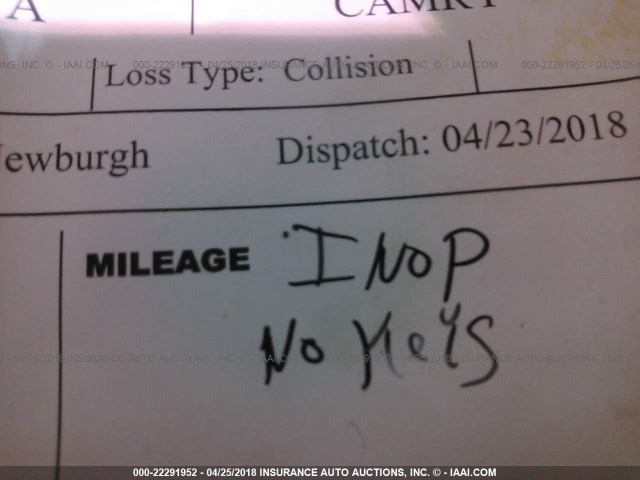 A CAMRY
Loss Type: Collision
Newburgh Dispatch: 04/23/2018
MILEAGE INOP
No Keys
000-22291952 - 04/25/2018 INSURANCE AUTO AUCTIONS, INC. © - IAAI.COM